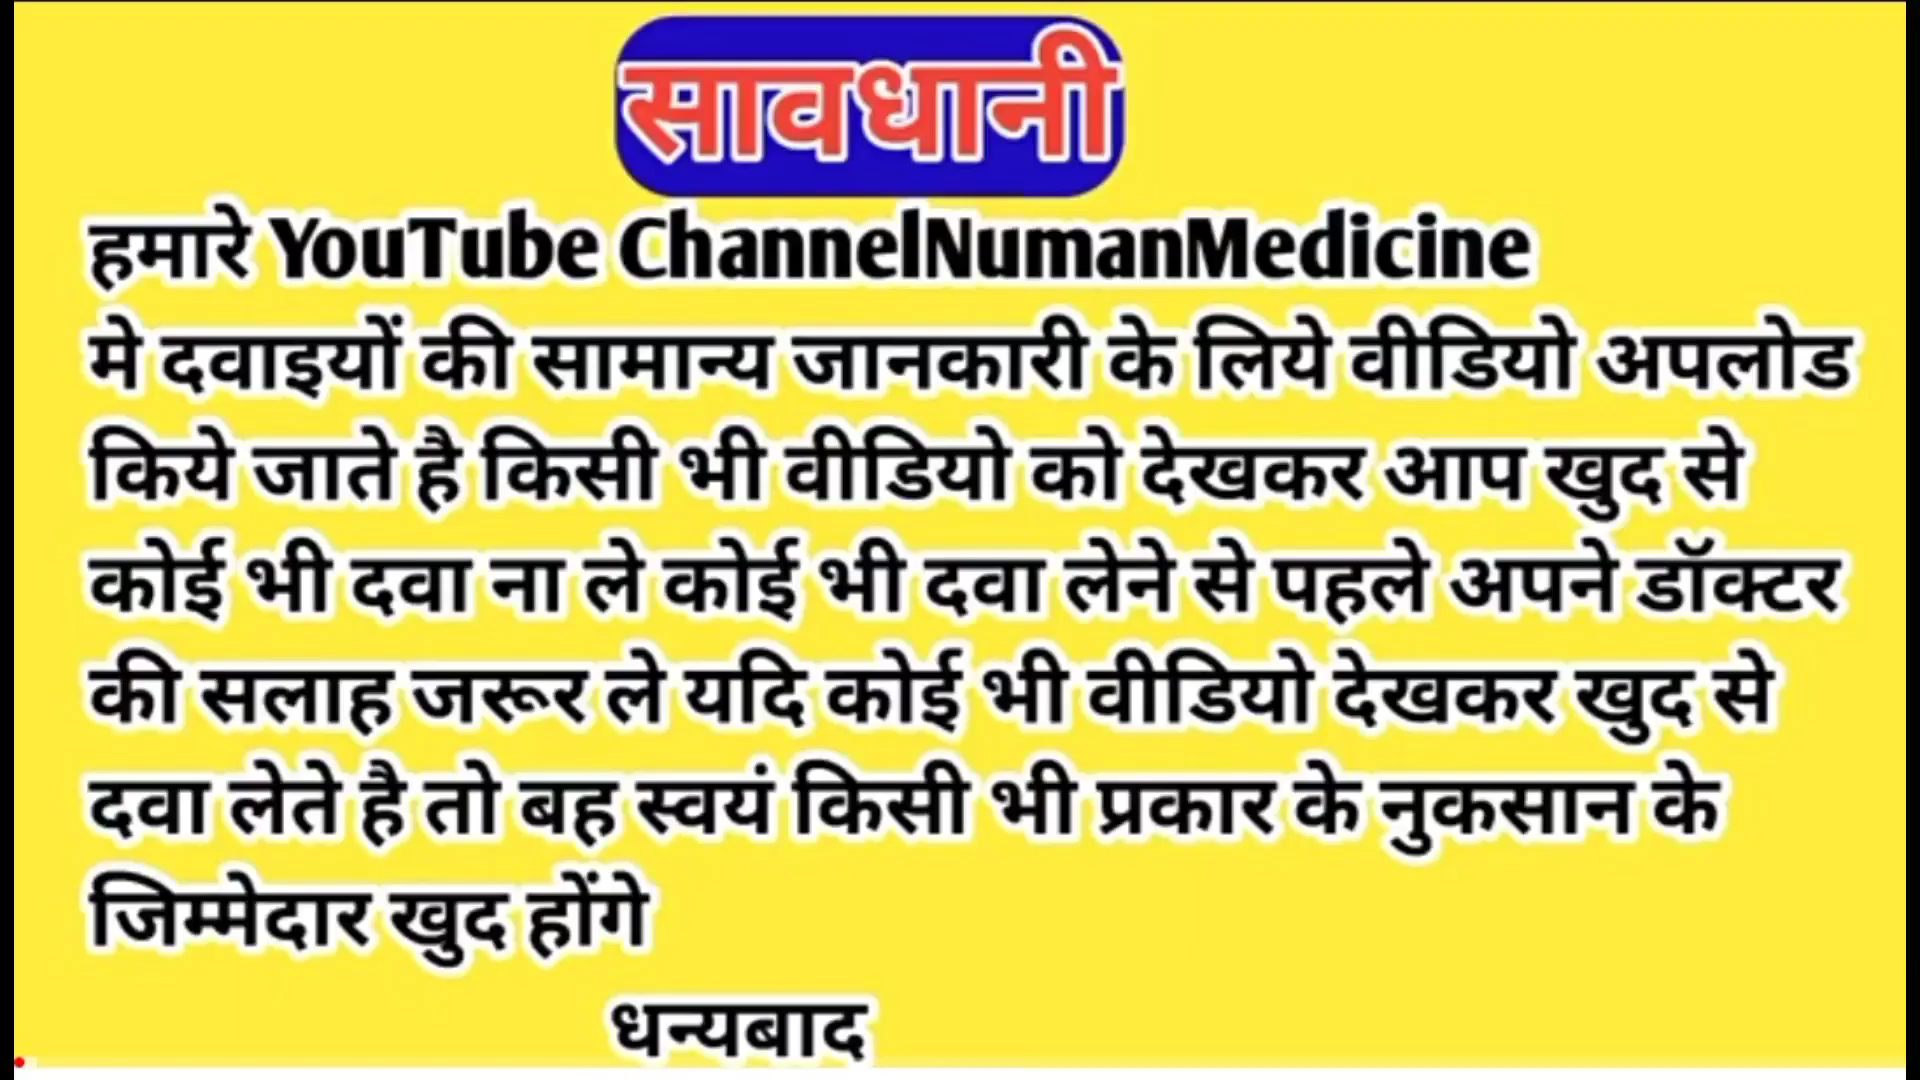 सावधानी
हमारे YouTube ChannelNumanMedicine
मे दवाइयों की सामान्य जानकारी के लिये वीडियो अपलोड
किये जाते है किसी भी वीडियो को देखकर आप खुद से
कोई भी दवा ना ले कोई भी दवा लेने से पहले अपने डॉक्टर
की सलाह जरूर ले यदि कोई भी वीडियो देखकर खुद से
दवा लेते है तो बह स्वयं किसी भी प्रकार के नुकसान के
जिम्मेदार खुद होंगे
धन्यबाद